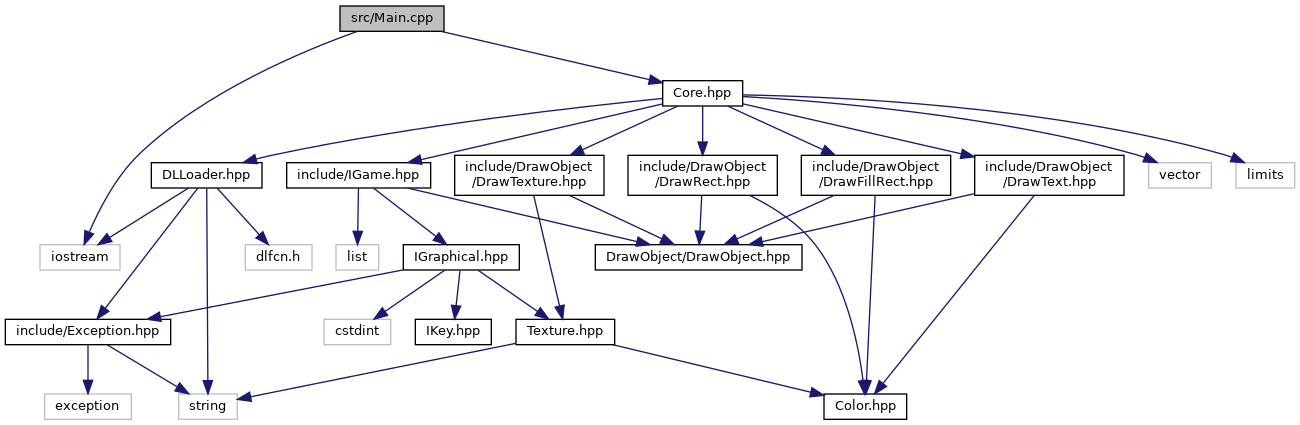 src/Main.cpp
Core.hpp
DLLoader.hpp
include/IGame.hpp
include/DrawObject
/DrawTexture.hpp
include/DrawObject
/DrawRect.hpp
include/DrawObject
/DrawFillRect.hpp
include/DrawObject
/DrawText.hpp
vector
limits
iostream
dlfcn.h
list
IGraphical.hpp
DrawObject/DrawObject.hpp
include/Exception.hpp
cstdint
IKey.hpp
Texture.hpp
exception
string
Color.hpp